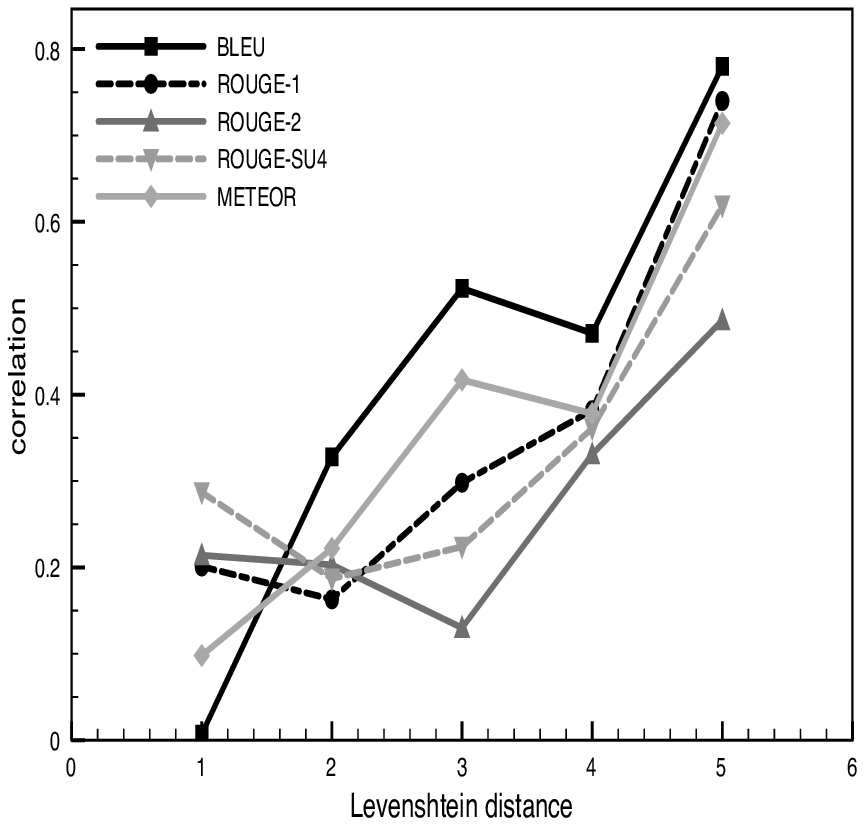 BLEU
ROUGE-1
ROUGE-2
ROUGE-SU4
METEOR
0.8
0.6
0.4
0.2
0
correlation
0 1 2 3 4 5 6
Levenshtein distance